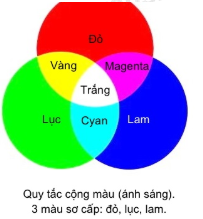 Đỏ
Vàng
Magenta
Trắng
Lục
Cyan
Lam
Quy tắc cộng màu (ánh sáng).
3 màu sơ cấp: đỏ, lục, lam.